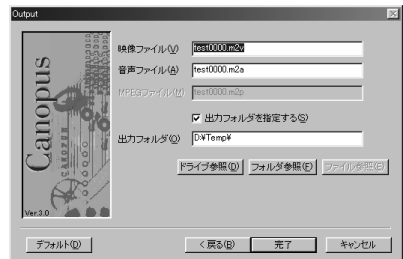 Output
映像ファイル(V) test0000.m2v
音声ファイル(A) test0000.m2a
MPEGファイル(M) test0000.m2p
出力フォルダを指定する(S)
出力フォルダ(O) D:¥Temp¥
ドライブ参照(D) フォルダ参照(F) ファイル参照(E)
Canopus
CANOPUS
Ver.3.0
デフォルト(D) < 戻る(B) 完了 キャンセル